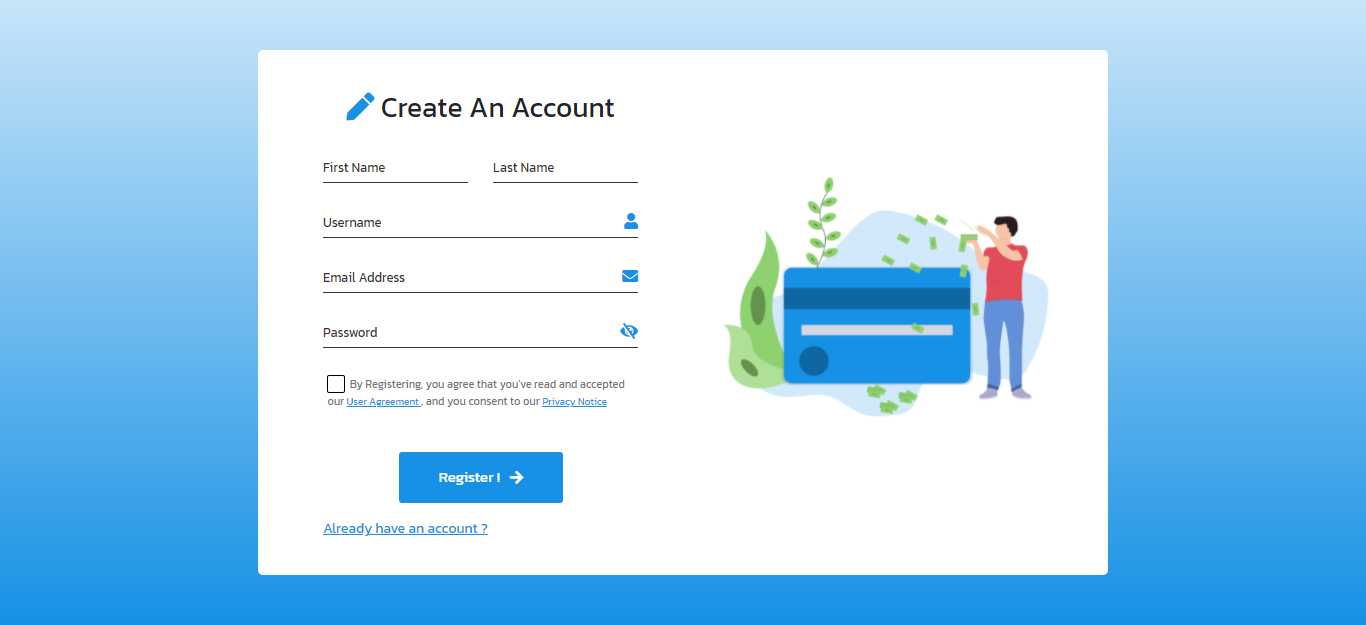 Create An Account
First Name Last Name
Username
Email Address
Password
By Registering, you agree that you've read and accepted
our User Agreement , and you consent to our Privacy Notice
Register !
Already have an account ?